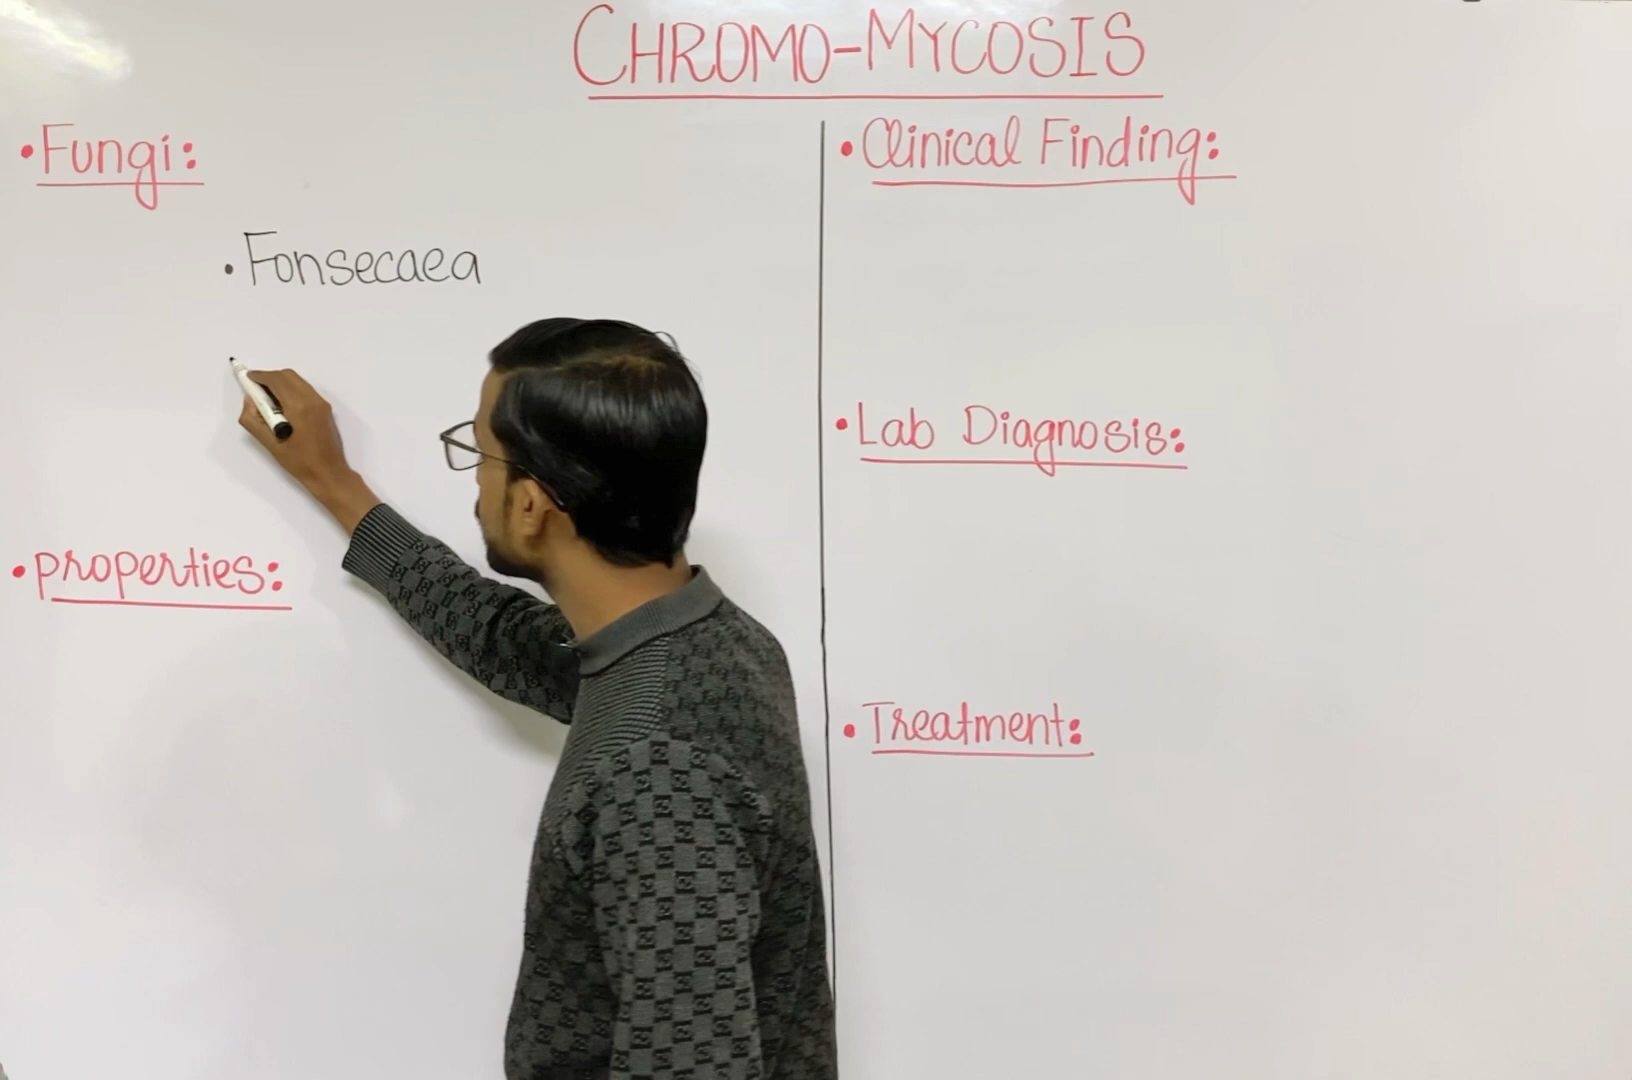 CHROMO-MYCOSIS
• Fungi:
• Fonsecaea
• properties:
• Clinical Finding:
• Lab Diagnosis:
• Treatment: